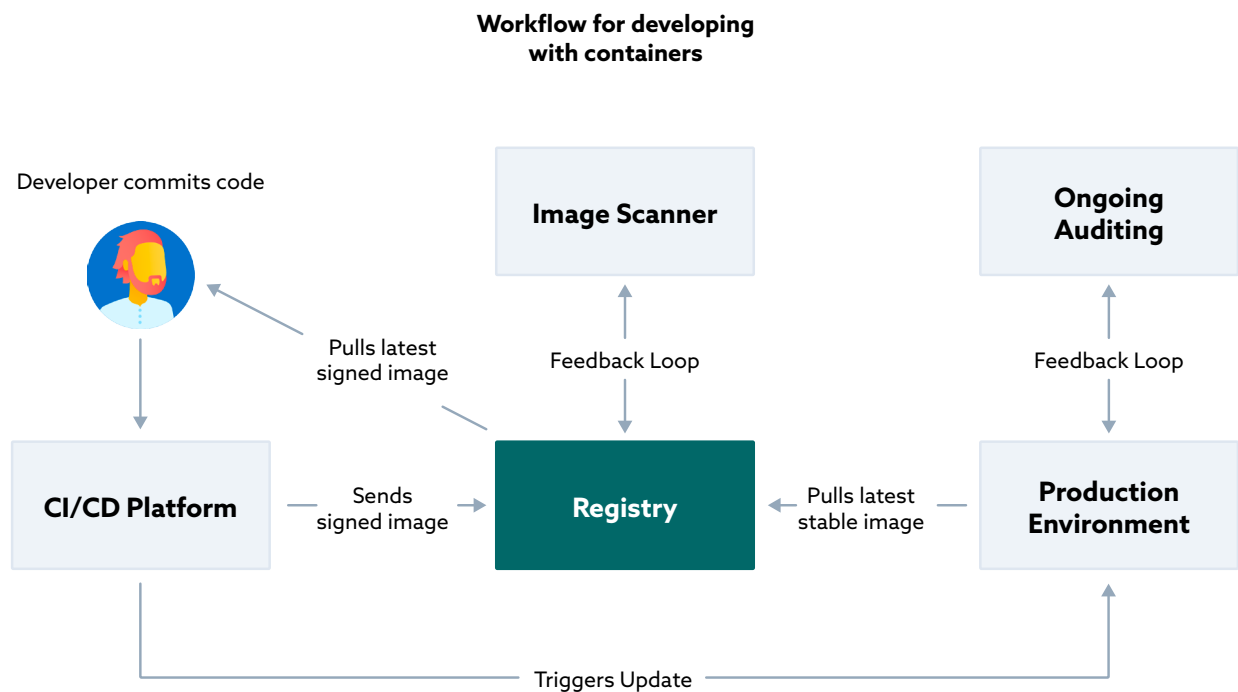 Workflow for developing
with containers
Developer commits code
Image Scanner
Ongoing
Auditing
Pulls latest
signed image
Feedback Loop
Feedback Loop
CI/CD Platform
Sends
signed image
Registry
Pulls latest
stable image
Production
Environment
Triggers Update